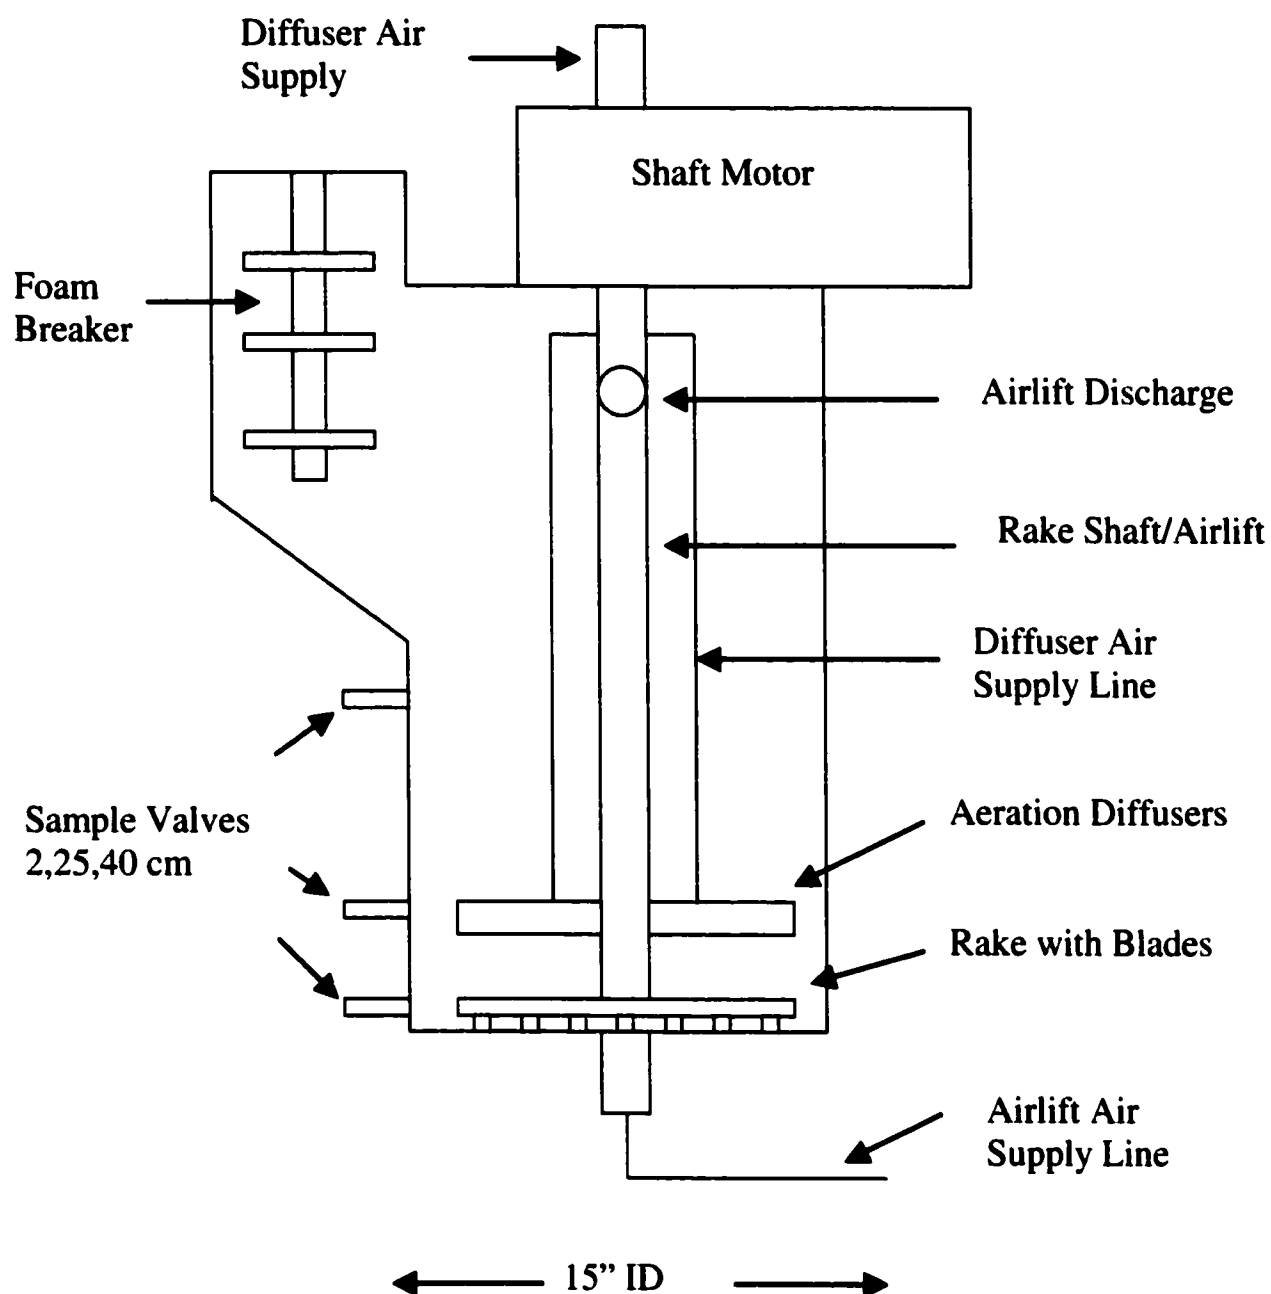 Diffuser Air
Supply
Shaft Motor
Foam
Breaker
Airlift Discharge
Rake Shaft/Airlift
Diffuser Air
Supply Line
Sample Valves
2,25,40 cm
Aeration Diffusers
Rake with Blades
Airlift Air
Supply Line
15” ID